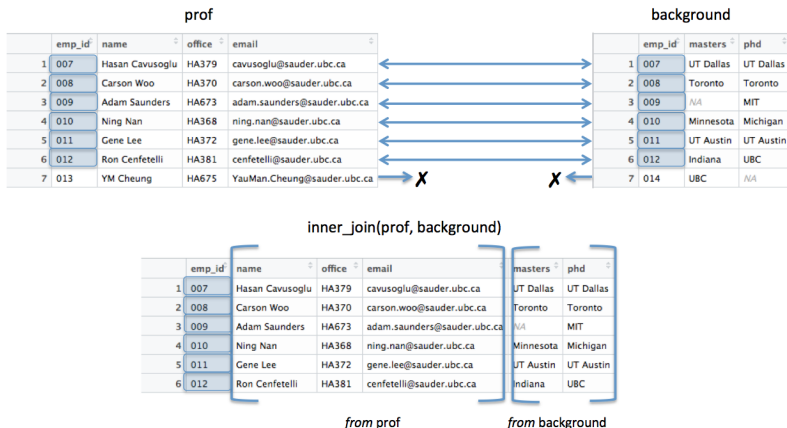 prof background
emp_id name office email emp_id masters phd
1 007 Hasan Cavusoglu HA379 cavusoglu@sauder.ubc.ca 1 007 UT Dallas UT Dallas
2 008 Carson Woo HA370 carson.woo@sauder.ubc.ca 2 008 Toronto Toronto
3 009 Adam Saunders HA673 adam.saunders@sauder.ubc.ca 3 009 NA MIT
4 010 Ning Nan HA368 ning.nan@sauder.ubc.ca 4 010 Minnesota Michigan
5 011 Gene Lee HA372 gene.lee@sauder.ubc.ca 5 011 UT Austin UT Austin
6 012 Ron Cenfetelli HA381 cenfetelli@sauder.ubc.ca 6 012 Indiana UBC
7 013 YM Cheung HA675 YauMan.Cheung@sauder.ubc.ca ✗ ✗ 7 014 UBC NA
inner_join(prof, background)
emp_id name office email masters phd
1 007 Hasan Cavusoglu HA379 cavusoglu@sauder.ubc.ca UT Dallas UT Dallas
2 008 Carson Woo HA370 carson.woo@sauder.ubc.ca Toronto Toronto
3 009 Adam Saunders HA673 adam.saunders@sauder.ubc.ca NA MIT
4 010 Ning Nan HA368 ning.nan@sauder.ubc.ca Minnesota Michigan
5 011 Gene Lee HA372 gene.lee@sauder.ubc.ca UT Austin UT Austin
6 012 Ron Cenfetelli HA381 cenfetelli@sauder.ubc.ca Indiana UBC
from prof from background